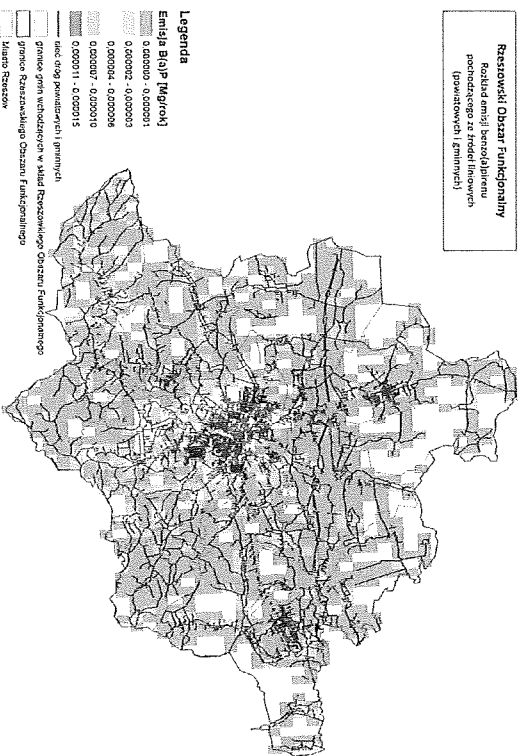 Rzeszowski Obszar Funkcjonalny
Rozkład emisji benzo(a)pirenu
pochodzącego ze źródeł liniowych
(powiatowych i gminnych)
Legenda
Emisja B(a)P [Mg/rok]
0,000000 - 0,000001
0,000002 - 0,000003
0,000004 - 0,000006
0,000007 - 0,000010
0,000011 - 0,000015
sieć dróg powiatowych i gminnych
granice gmin wchodzących w skład Rzeszowskiego Obszaru Funkcjonalnego
granice Rzeszowskiego Obszaru Funkcjonalnego
Miasto Rzeszów